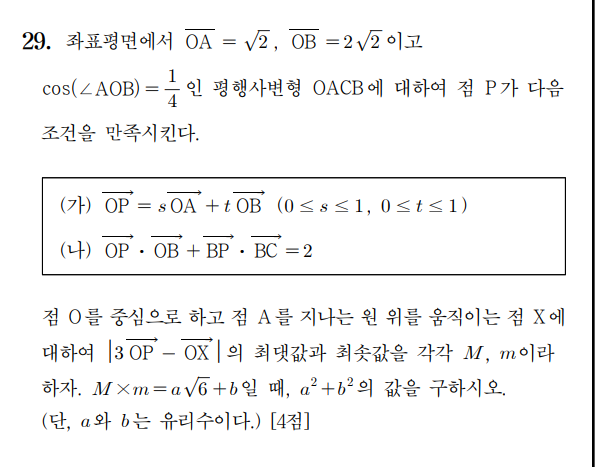 29. 좌표평면에서 $\overline{OA} = \sqrt{2}$, $\overline{OB} = 2\sqrt{2}$ 이고
$\cos(\angle AOB) = \frac{1}{4}$ 인 평행사변형 OACB에 대하여 점 P가 다음
조건을 만족시킨다.
(가) $\overrightarrow{OP} = s\overrightarrow{OA} + t\overrightarrow{OB}$ ($0 \le s \le 1$, $0 \le t \le 1$)
(나) $\overrightarrow{OP} \cdot \overrightarrow{OB} + \overrightarrow{BP} \cdot \overrightarrow{BC} = 2$
점 O를 중심으로 하고 점 A를 지나는 원 위를 움직이는 점 X에
대하여 $|3\overrightarrow{OP} - \overrightarrow{OX}|$ 의 최댓값과 최솟값을 각각 $M$, $m$이라
하자. $M \times m = a\sqrt{6} + b$일 때, $a^2 + b^2$의 값을 구하시오.
(단, $a$와 $b$는 유리수이다.) [4점]